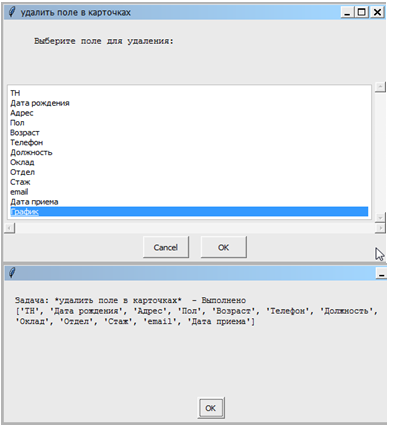 удалить поле в карточках
Выберите поле для удаления:
ТН
Дата рождения
Адрес
Пол
Возраст
Телефон
Должность
Оклад
Отдел
Стаж
email
Дата приема
График
Cancel
OK
Задача: *удалить поле в карточках* - Выполнено
['ТН', 'Дата рождения', 'Адрес', 'Пол', 'Возраст', 'Телефон', 'Должность',
'Оклад', 'Отдел', 'Стаж', 'email', 'Дата приема']
OK